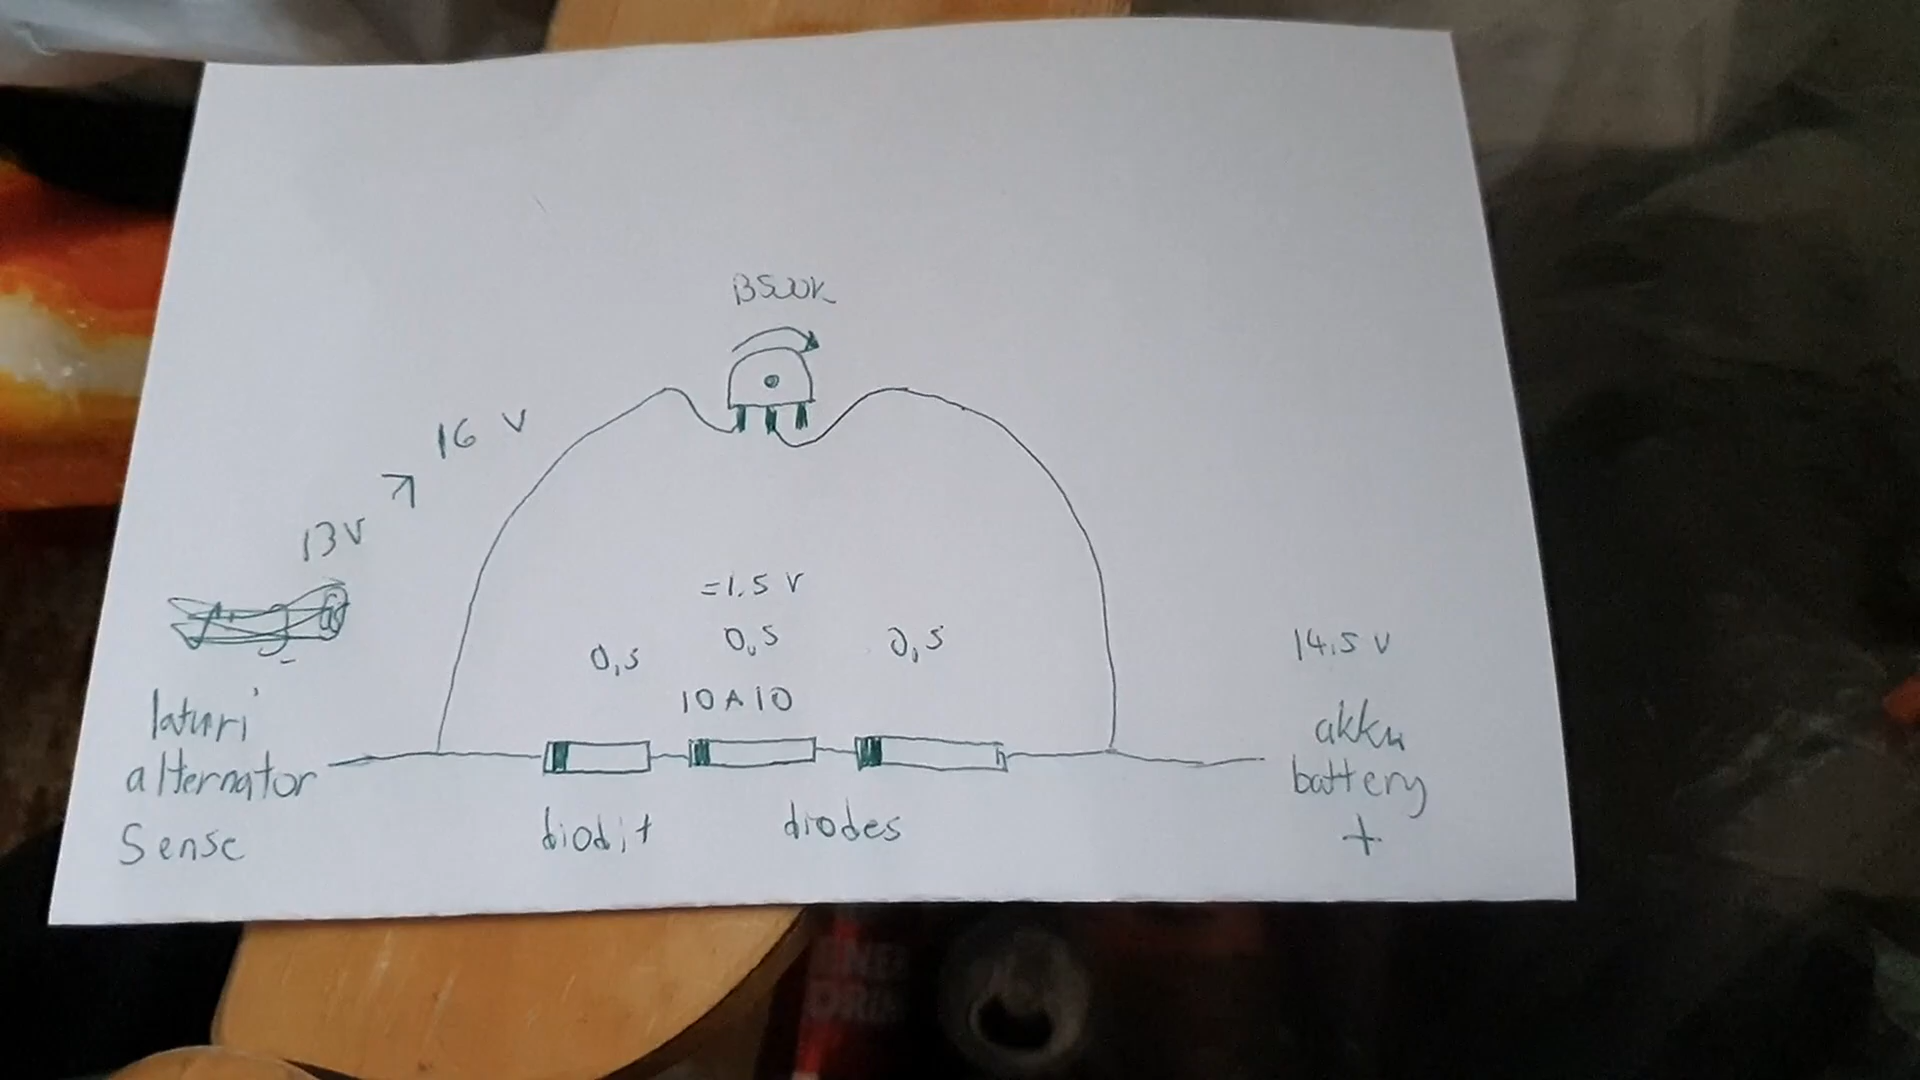 B500K
16 V
13V
=1.5 V
0,5 0,5 0,5
10A10
14.5 V
laturi
alternator
Sense
diodit diodes
akku
battery
+